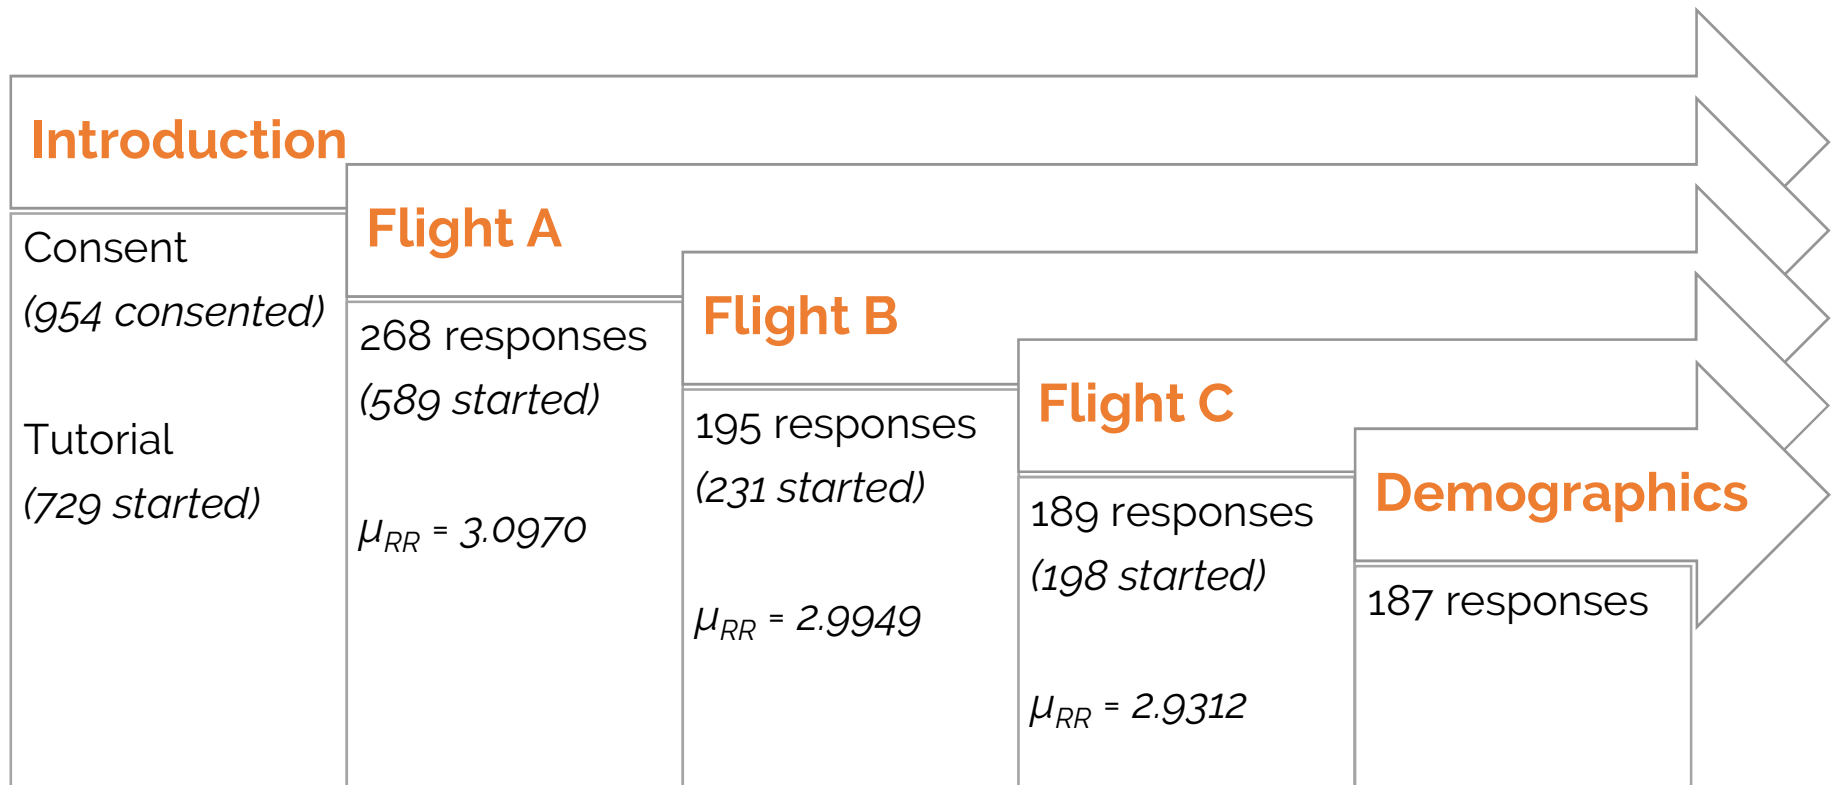 Introduction
Consent
(954 consented)
Tutorial
(729 started)
Flight A
268 responses
(589 started)
μRR = 3.0970
Flight B
195 responses
(231 started)
μRR = 2.9949
Flight C
189 responses
(198 started)
μRR = 2.9312
Demographics
187 responses